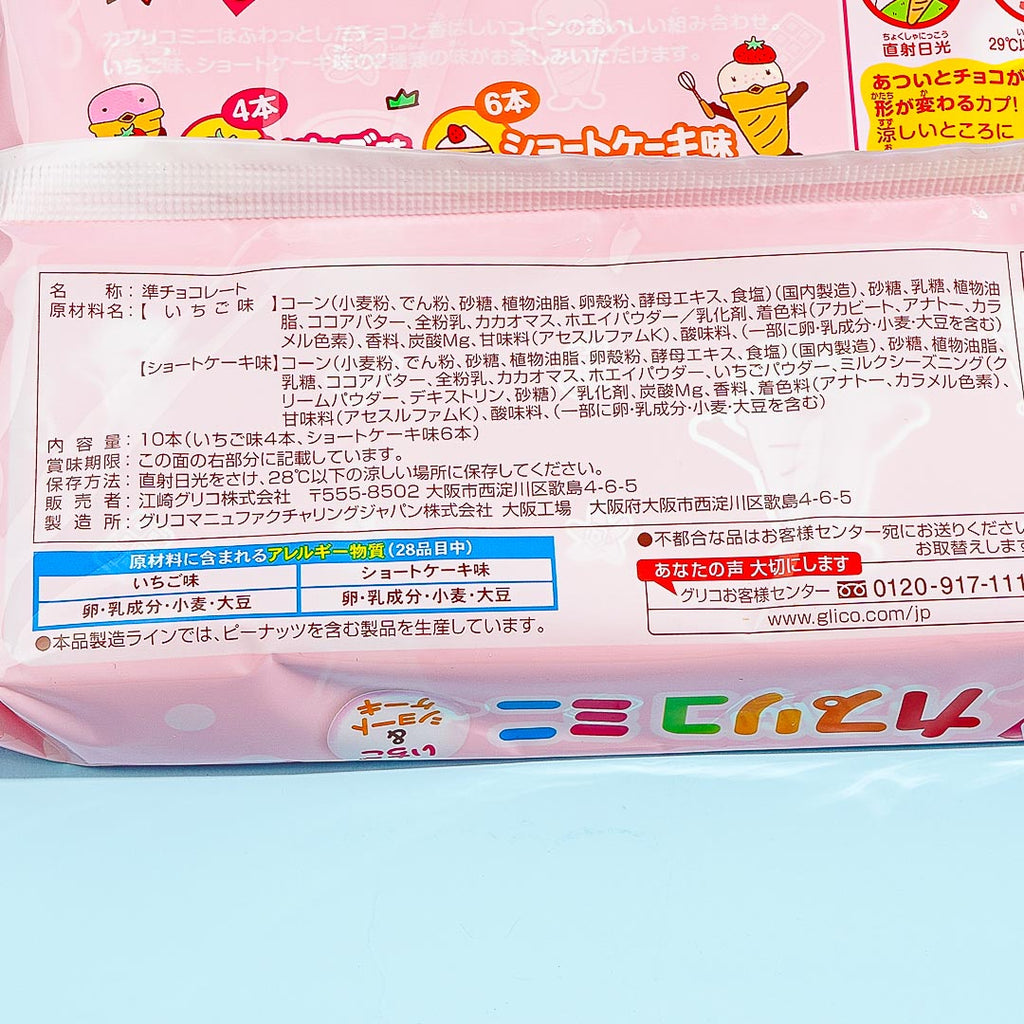 カプリコミニはふわっとしたチョコと香ばしいコーンのおいしい組み合わせ。
いちご味、ショートケーキ味の2種類の味がお楽しみいただけます。
4本
6本
ショートケーキ味
ちょくしゃにっこう
直射日光
29℃
あついとチョコが
形が変わるカプ!
涼しいところに
名称:準チョコレート
原材料名:【いちご味】コーン(小麦粉、でん粉、砂糖、植物油脂、卵殻粉、酵母エキス、食塩)(国内製造)、砂糖、乳糖、植物油
脂、ココアバター、全粉乳、カカオマス、ホエイパウダー/乳化剤、着色料(アカビート、アナトー、カラ
メル色素)、香料、炭酸Mg、甘味料(アセスルファムK)、酸味料、(一部に卵・乳成分・小麦・大豆を含む)
【ショートケーキ味】コーン(小麦粉、でん粉、砂糖、植物油脂、卵殻粉、酵母エキス、食塩)(国内製造)、砂糖、植物油脂、
乳糖、ココアバター、全粉乳、カカオマス、ホエイパウダー、いちごパウダー、ミルクシーズニング(ク
リームパウダー、デキストリン、砂糖)/乳化剤、炭酸Mg、香料、着色料(アナトー、カラメル色素)、
甘味料(アセスルファムK)、酸味料、(一部に卵・乳成分・小麦・大豆を含む)
内容量:10本(いちご味4本、ショートケーキ味6本)
賞味期限:この面の右部分に記載しています。
保存方法:直射日光をさけ、28℃以下の涼しい場所に保存してください。
販売者:江崎グリコ株式会社 〒555-8502 大阪市西淀川区歌島4-6-5
製造所:グリコマニュファクチャリングジャパン株式会社 大阪工場 大阪府大阪市西淀川区歌島4-6-5
原材料に含まれるアレルギー物質(28品目中)
いちご味 ショートケーキ味
卵・乳成分・小麦・大豆 卵・乳成分・小麦・大豆
●本品製造ラインでは、ピーナッツを含む製品を生産しています。
●不都合な品はお客様センター宛にお送りくださ
お取替えします
あなたの声 大切にします
グリコお客様センター 0120-917-111
www.glico.com/jp
カプリコミニ
いちご
&
ショート
ケーキ